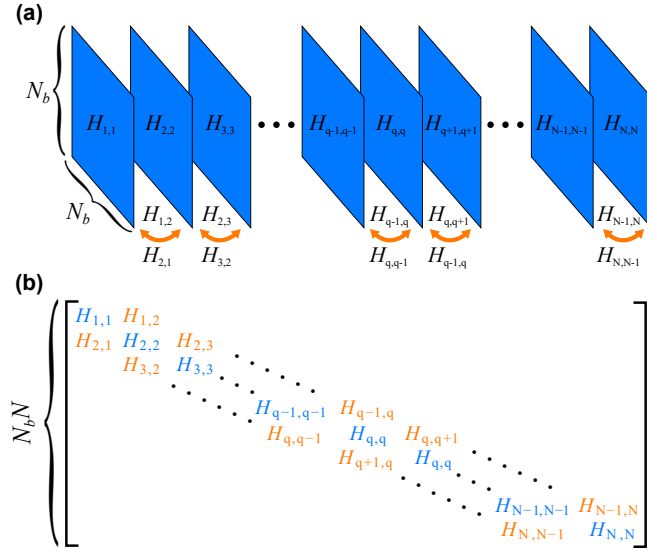 (a)
N_b
H_{1,1} H_{2,2} H_{3,3} ••• H_{q-1,q-1} H_{q,q} H_{q+1,q+1} ••• H_{N-1,N-1} H_{N,N}
N_b
H_{1,2} H_{2,3} H_{q-1,q} H_{q,q+1} H_{N-1,N}
H_{2,1} H_{3,2} H_{q,q-1} H_{q-1,q} H_{N,N-1}
(b)
N_bN
H_{1,1} H_{1,2}
H_{2,1} H_{2,2} H_{2,3}
H_{3,2} H_{3,3}
H_{q-1,q-1} H_{q-1,q}
H_{q,q-1} H_{q,q} H_{q,q+1}
H_{q+1,q} H_{q,q}
H_{N-1,N-1} H_{N-1,N}
H_{N,N-1} H_{N,N}